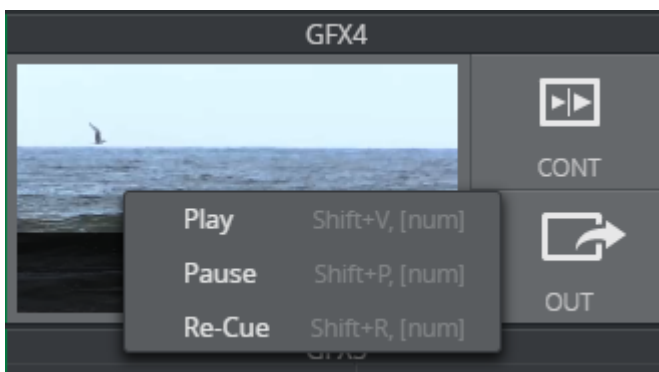 GFX4
CONT
Play Shift+V, [num]
Pause Shift+P, [num]
OUT
Re-Cue Shift+R, [num]